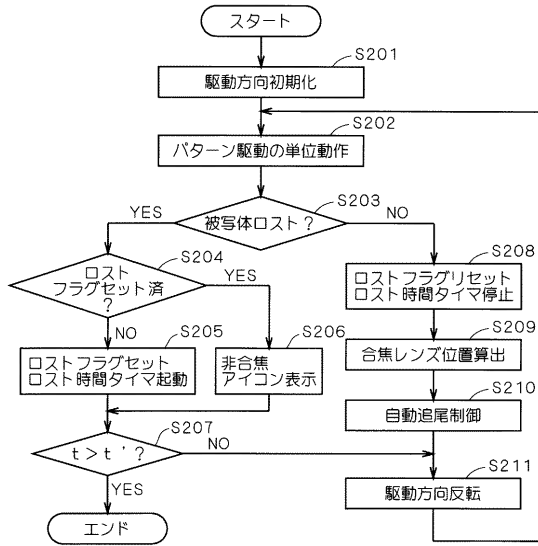 スタート
S201
駆動方向初期化
S202
パターン駆動の単位動作
S203
被写体ロスト？
YES
NO
S204
ロスト
フラグセット済
？
YES
NO
S205
ロストフラグセット
ロスト時間タイマ起動
S206
非合焦
アイコン表示
S207
t＞t'？
NO
YES
エンド
S208
ロストフラグリセット
ロスト時間タイマ停止
S209
合焦レンズ位置算出
S210
自動追尾制御
S211
駆動方向反転